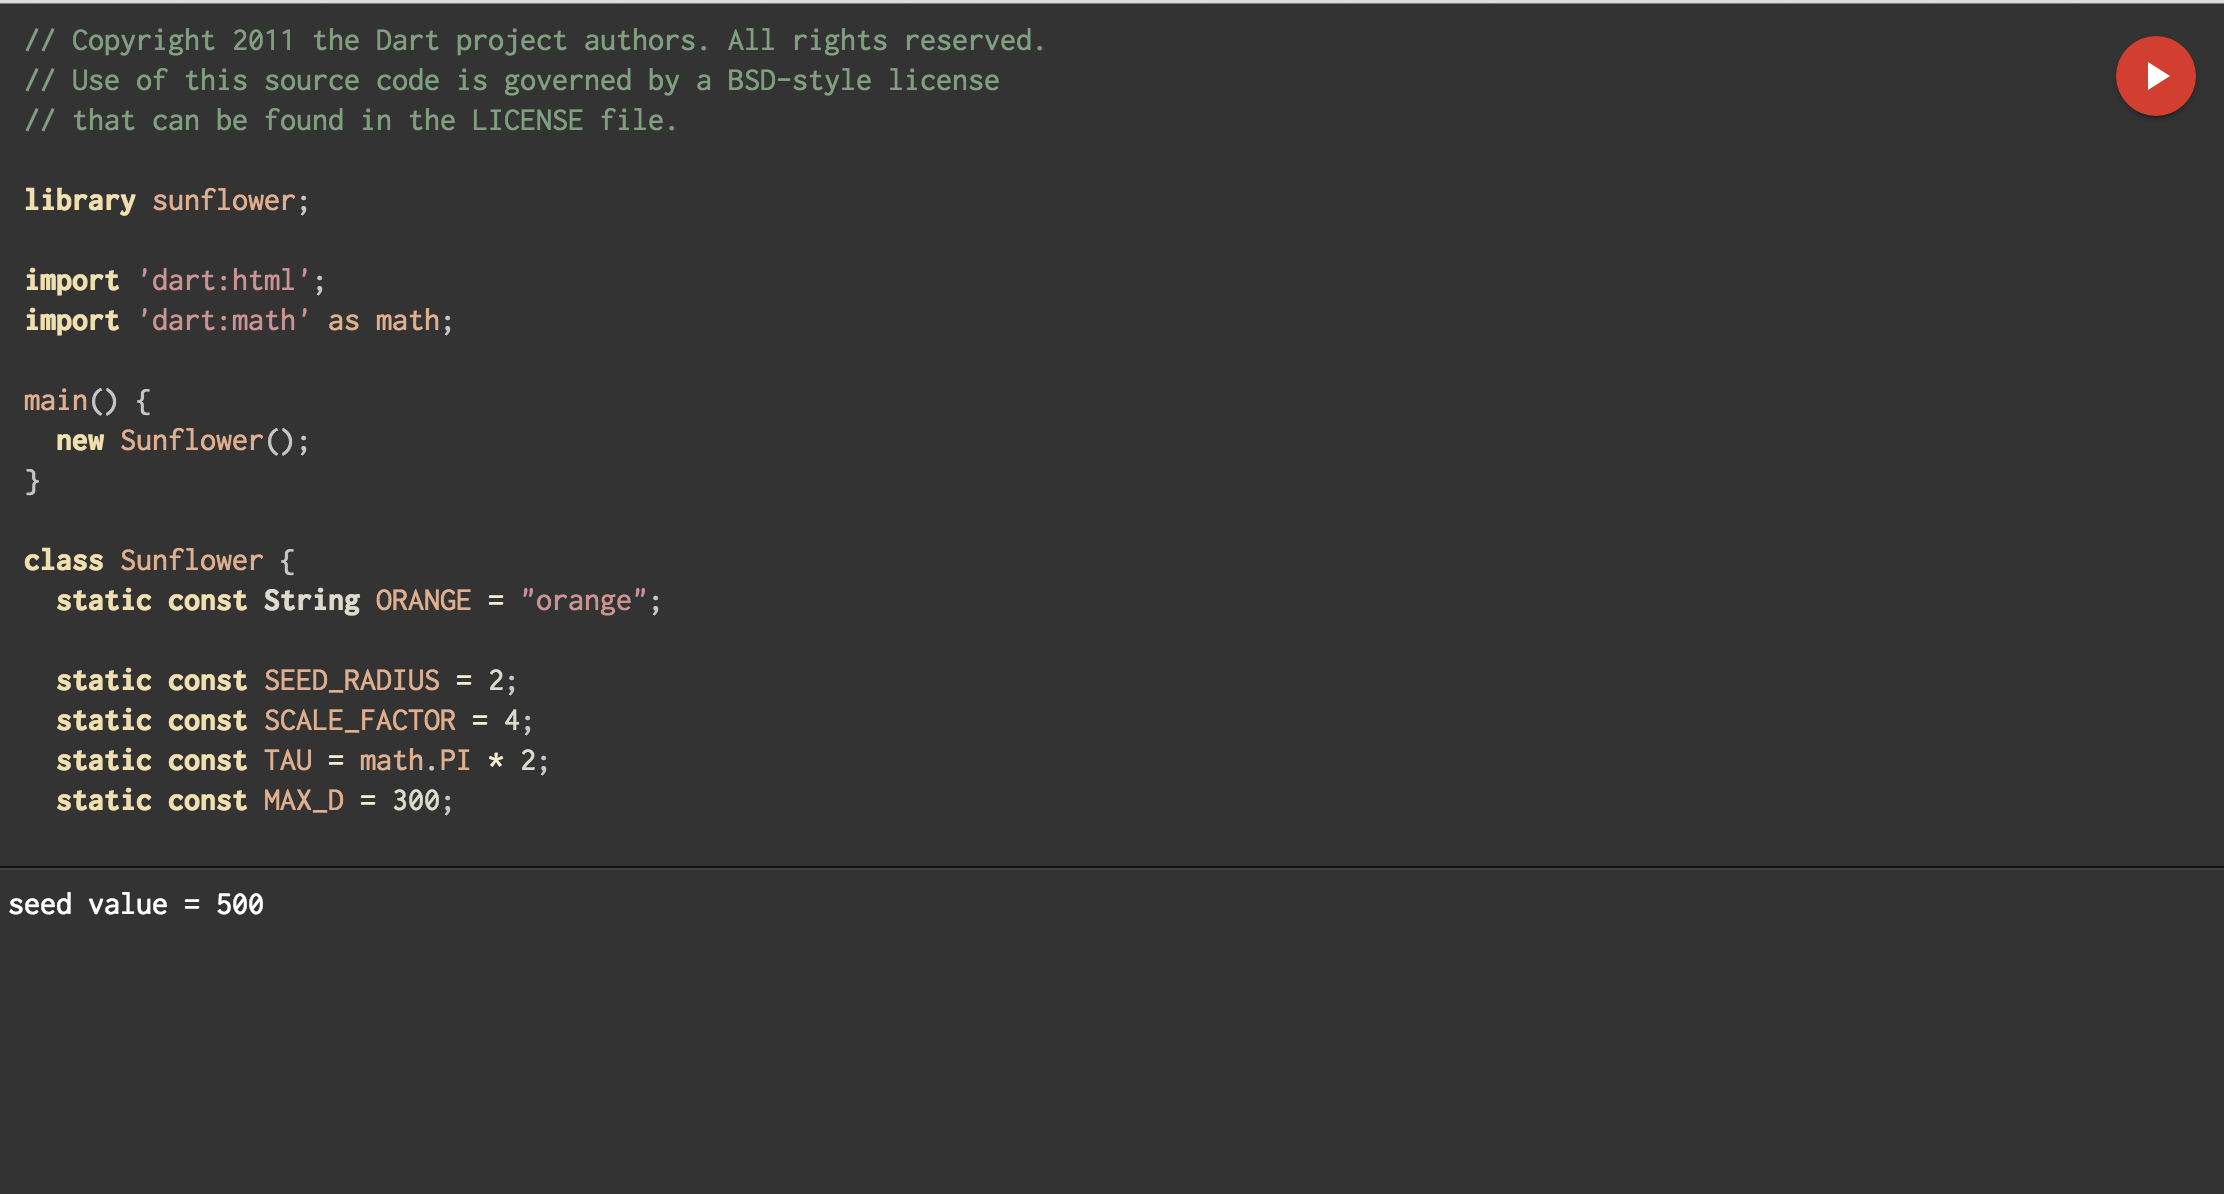 // Copyright 2011 the Dart project authors. All rights reserved.
// Use of this source code is governed by a BSD-style license
// that can be found in the LICENSE file.
library sunflower;
import 'dart:html';
import 'dart:math' as math;
main() {
  new Sunflower();
}
class Sunflower {
  static const String ORANGE = "orange";
  static const SEED_RADIUS = 2;
  static const SCALE_FACTOR = 4;
  static const TAU = math.PI * 2;
  static const MAX_D = 300;
seed value = 500